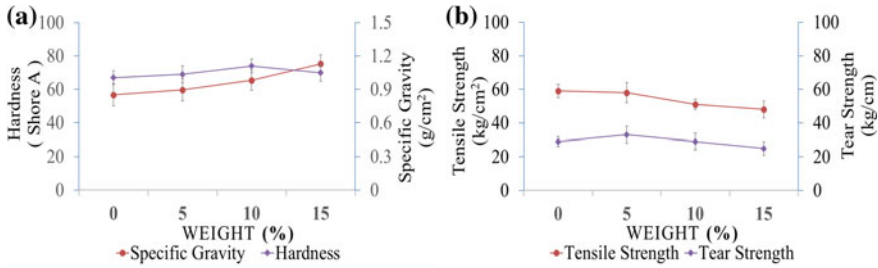 (a)
100
80
60
40
20
0
Hardness
( Shore A )
1.5
1.2
0.9
0.6
0.3
0
Specific Gravity
(g/cm²)
0 5 10 15
WEIGHT (%)
Specific Gravity Hardness
(b)
100
80
60
40
20
0
Tensile Strength
(kg/cm²)
100
80
60
40
20
0
Tear Strength
(kg/cm)
0 5 10 15
WEIGHT (%)
Tensile Strength Tear Strength